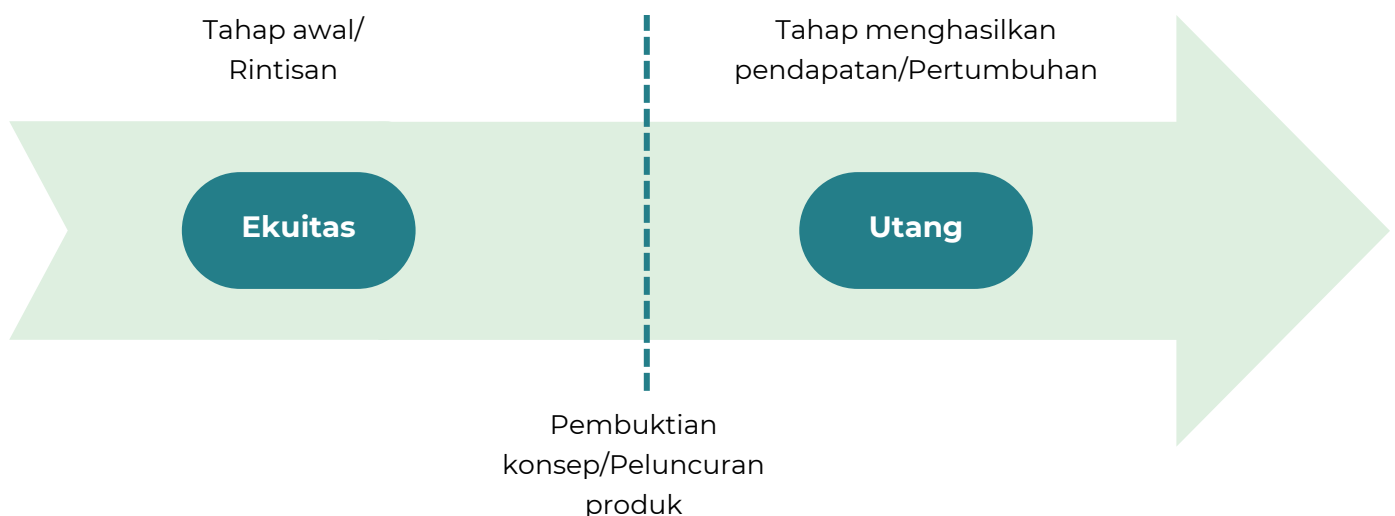 Tahap awal/
Rintisan
Tahap menghasilkan
pendapatan/Pertumbuhan
Ekuitas
Utang
Pembuktian
konsep/Peluncuran
produk